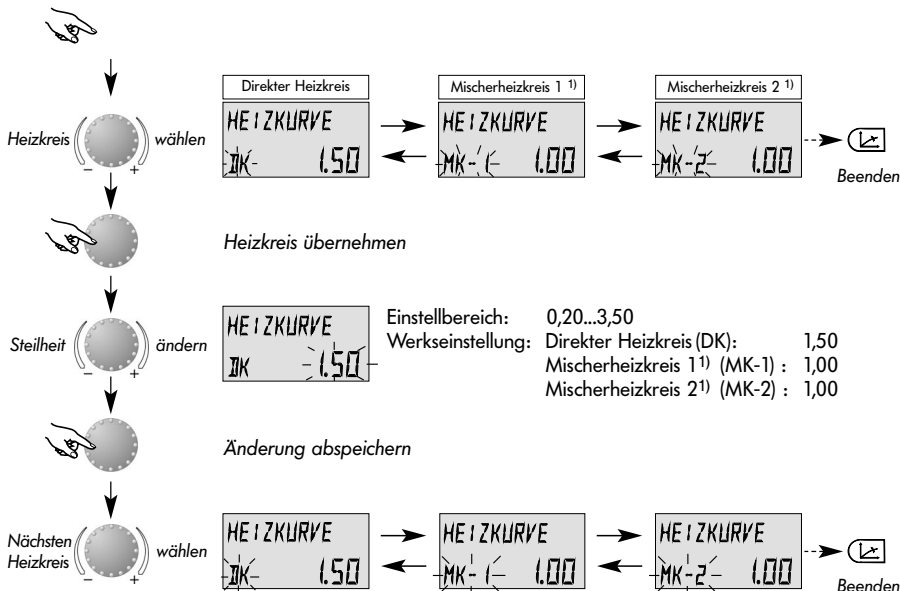 Direkter Heizkreis
Mischerheizkreis 1 1)
Mischerheizkreis 2 1)
Heizkreis
- +
wählen
HEIZKURVE
DK 1.50
HEIZKURVE
MK-1 1.00
HEIZKURVE
MK-2 1.00
Beenden
Heizkreis übernehmen
Steilheit
- +
ändern
HEIZKURVE
DK 1.50
Einstellbereich: 0,20...3,50
Werkseinstellung: Direkter Heizkreis (DK): 1,50
Mischerheizkreis 1 1) (MK-1) : 1,00
Mischerheizkreis 2 1) (MK-2) : 1,00
Änderung abspeichern
Nächsten
Heizkreis
- +
wählen
HEIZKURVE
DK 1.50
HEIZKURVE
MK-1 1.00
HEIZKURVE
MK-2 1.00
Beenden